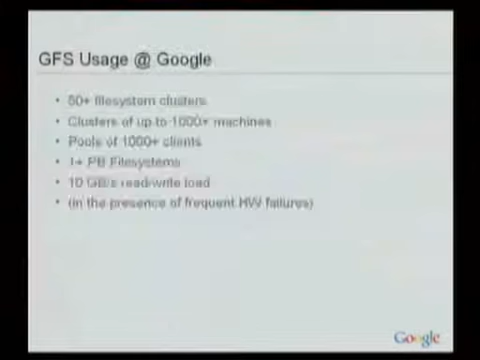 GFS Usage @ Google
• 50+ filesystem clusters
• Clusters of up to 1000+ machines
• Pools of 1000+ clients
• 1+ PB Filesystems
• 10 GB/s read/write load
• (in the presence of frequent HW failures)
Google